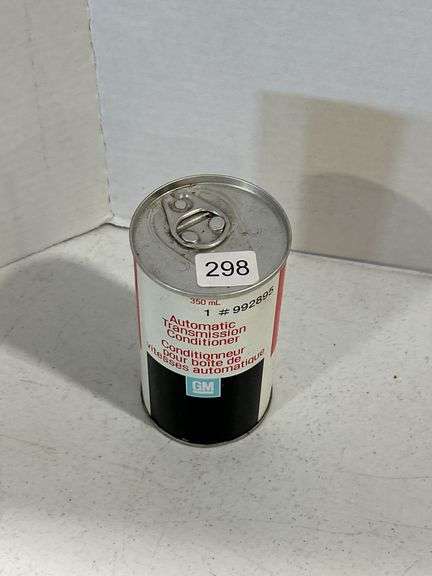 298
350 mL
1 # 992895
Automatic
Transmission
Conditioner
Conditionneur
pour boîte de
vitesses automatique
GM